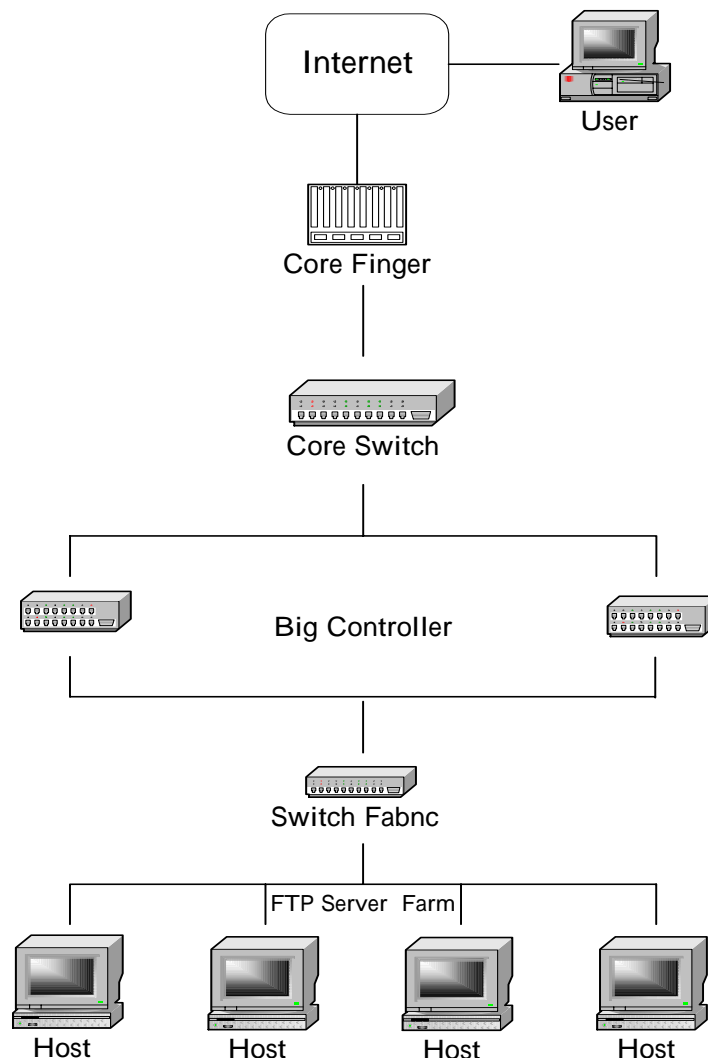 Internet
User
Core Finger
Core Switch
Big Controller
Switch Fabnc
FTP Server Farm
Host
Host
Host
Host